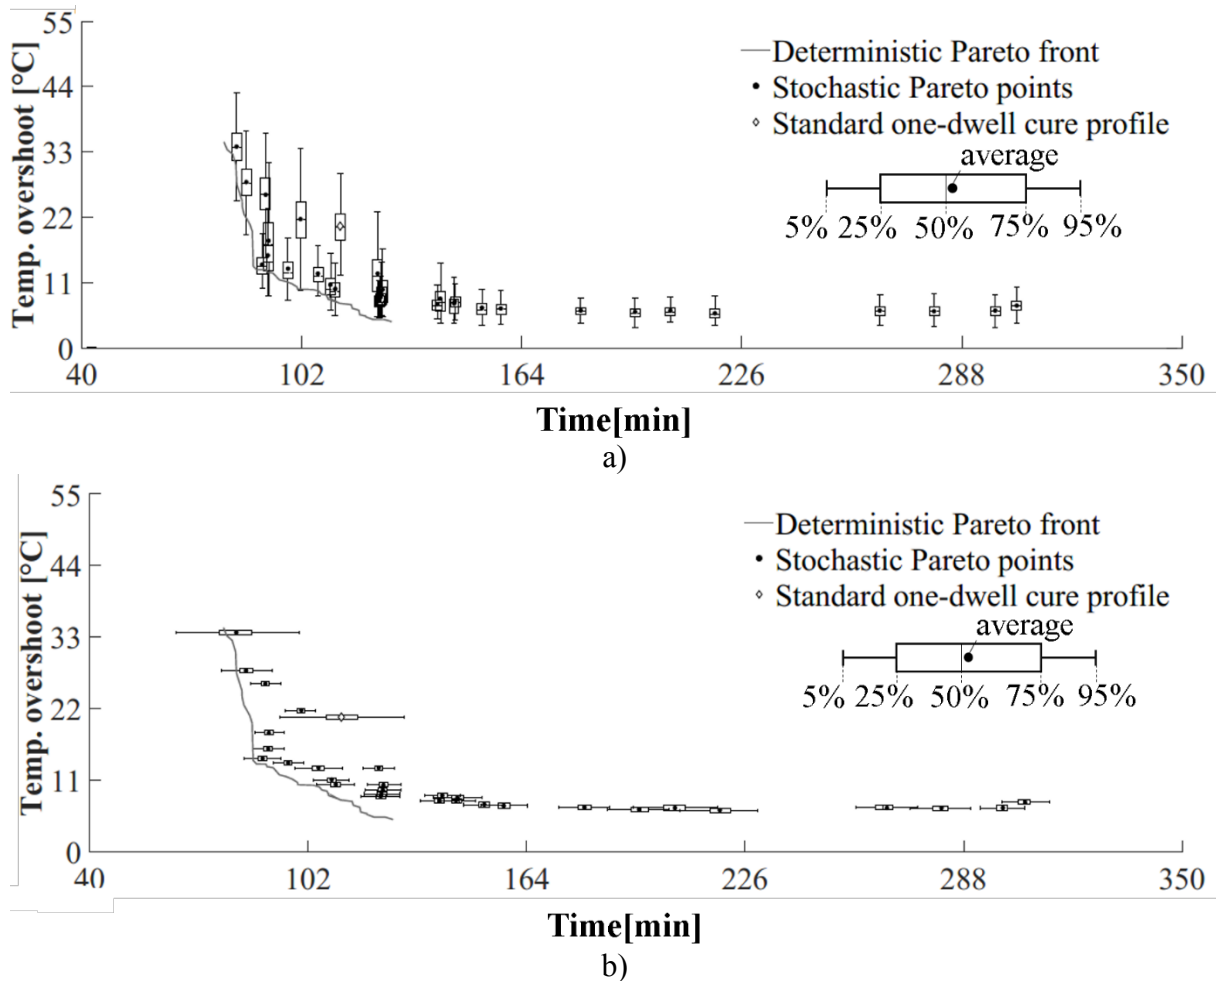 55
44
33
22
11
0
Temp. overshoot [°C]
Deterministic Pareto front
Stochastic Pareto points
Standard one-dwell cure profile
average
5% 25% 50% 75% 95%
40 102 164 226 288 350
Time[min]
a)
55
44
33
22
11
0
Temp. overshoot [°C]
Deterministic Pareto front
Stochastic Pareto points
Standard one-dwell cure profile
average
5% 25% 50% 75% 95%
40 102 164 226 288 350
Time[min]
b)